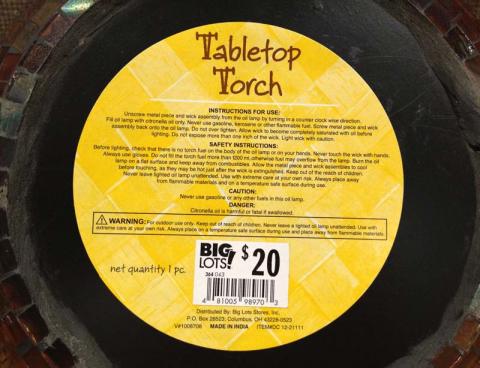 Tabletop
Torch
INSTRUCTIONS FOR USE:
Unscrew metal piece and wick assembly from the oil lamp by turning in a counter clock wise direction.
Fill oil lamp with citronella oil only. Never use gasoline, kerosene or other flammable fuel. Screw metal piece and wick
assembly back onto the oil lamp. Do not over tighten. Allow wick to become completely saturated with oil before
lighting. Do not expose more than one inch of the wick. Light wick with caution.
SAFETY INSTRUCTIONS:
Before lighting, check that there is no torch fuel on the body of the oil lamp or on your hands. Never touch the wick with hands.
Always use gloves. Do not fill the torch fuel more than 1200 ml, otherwise fuel may overflow from the lamp. Burn the oil
lamp on a flat surface and keep away from combustibles. Allow the metal piece and wick assembles to cool
before touching, as they may be hot just after the wick is extinguished. Keep out of the reach of children.
Never leave lighted oil lamp unattended. Use with extreme care at your own risk. Always place away
from flammable materials and on a temperature safe surface during use.
CAUTION:
Never use gasoline or any other fuels in this oil lamp.
DANGER:
Citronella oil is harmful or fatal if swallowed.
WARNING: For outdoor use only. Keep out of reach of children. Never leave a lighted oil lamp unattended. Use with
extreme care at your own risk. Always place on a temperature safe surface during use and place away from flammable materials.
BIG
LOTS!
$20
364 043
net quantity 1 pc.
4 81005 98970 3
Distributed By: Big Lots Stores, Inc.
P.O. Box 28523; Columbus, OH 43228-0523
V#1006706 MADE IN INDIA ITEM#OC 12-21111